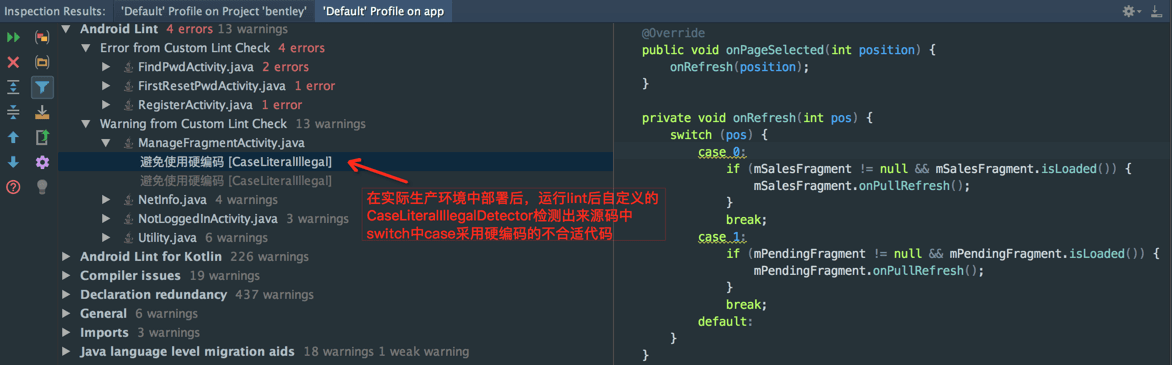 Inspection Results: 'Default' Profile on Project 'bentley' 'Default' Profile on app
Android Lint 4 errors 13 warnings
Error from Custom Lint Check 4 errors
FindPwdActivity.java 2 errors
FirstResetPwdActivity.java 1 error
RegisterActivity.java 1 error
Warning from Custom Lint Check 13 warnings
ManageFragmentActivity.java
避免使用硬编码 [CaseLiteralIllegal]
避免使用硬编码 [CaseLiteralIllegal]
NetInfo.java 4 warnings
NotLoggedInActivity.java 3 warnings
Utility.java 6 warnings
Android Lint for Kotlin 226 warnings
Compiler issues 19 warnings
Declaration redundancy 437 warnings
General 6 warnings
Imports 3 warnings
Java language level migration aids 18 warnings 1 weak warning
在实际生产环境中部署后，运行lint后自定义的
CaseLiteralIllegalDetector检测出来源码中
switch中case采用硬编码的不合适代码
@Override
public void onPageSelected(int position) {
onRefresh(position);
}
private void onRefresh(int pos) {
switch (pos) {
case 0:
if (mSalesFragment != null && mSalesFragment.isLoaded()) {
mSalesFragment.onPullRefresh();
}
break;
case 1:
if (mPendingFragment != null && mPendingFragment.isLoaded()) {
mPendingFragment.onPullRefresh();
}
break;
default:
}
}